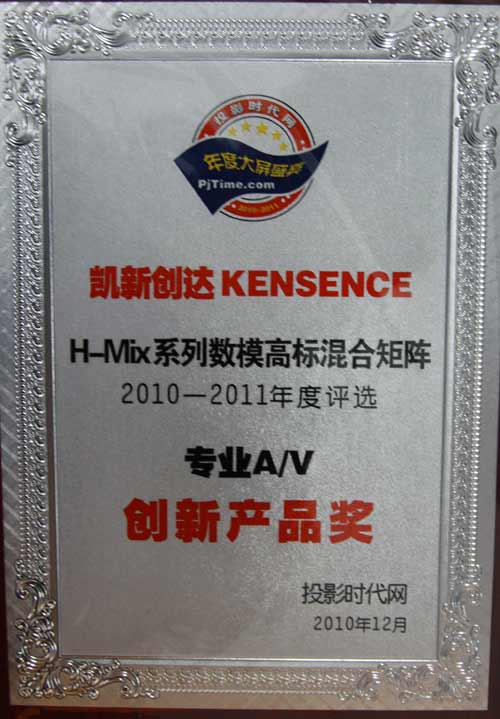 投影时代网
年度大屏盛典
PjTime.com
2010-2011
凯新创达 KENSENCE
H-Mix系列数模高标混合矩阵
2010—2011年度评选
专业A/V
创新产品奖
投影时代网
2010年12月